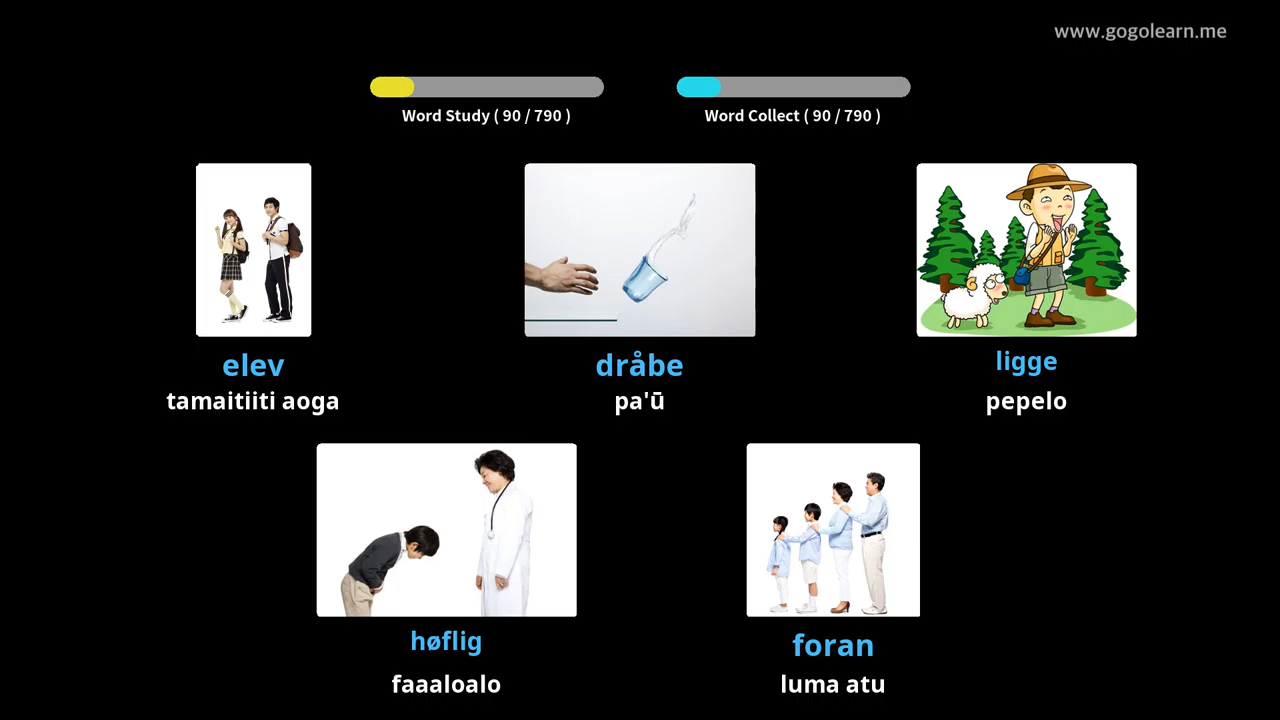 www.gogolearn.me
Word Study ( 90 / 790 )
Word Collect ( 90 / 790 )
elev
tamaitiiti aoga
dråbe
pa'ū
ligge
pepelo
høflig
faaaloalo
foran
luma atu